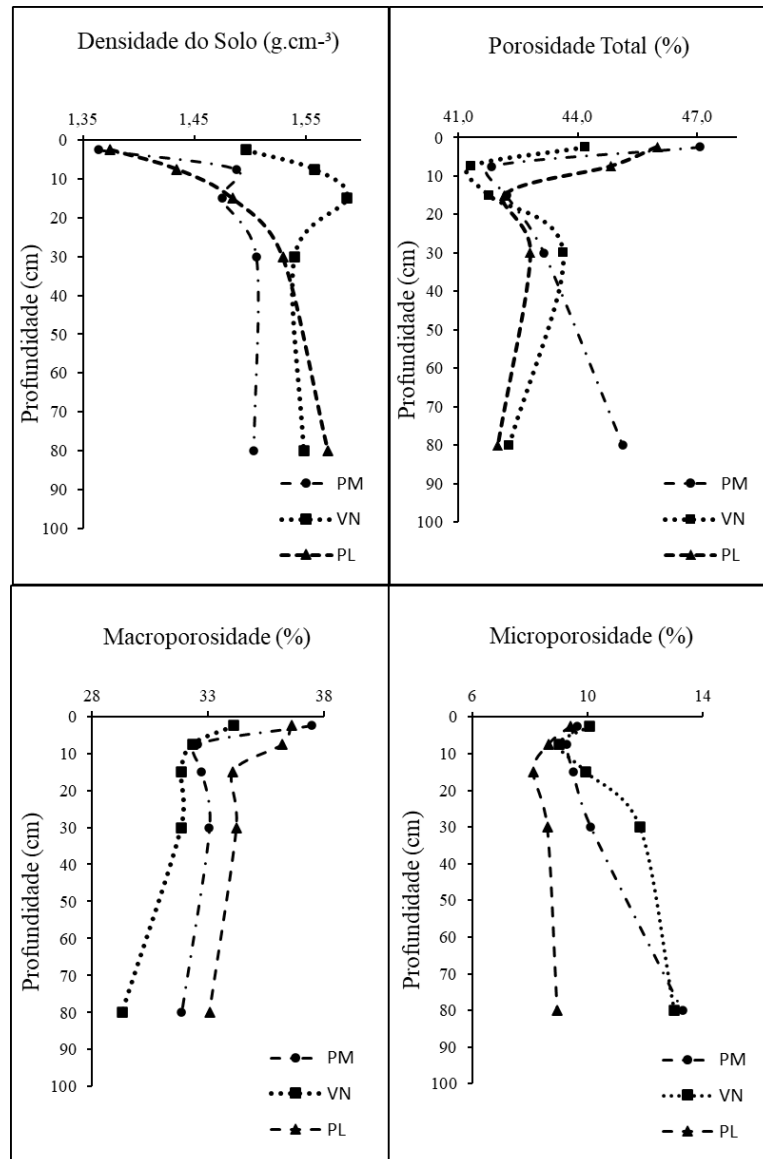 Densidade do Solo (g.cm-³)
1,35 1,45 1,55
0
10
20
30
40
50
60
70
80
90
100
Profundidade (cm)
PM
VN
PL
Porosidade Total (%)
41,0 44,0 47,0
0
10
20
30
40
50
60
70
80
90
100
Profundidade (cm)
PM
VN
PL
Macroporosidade (%)
28 33 38
0
10
20
30
40
50
60
70
80
90
100
Profundidade (cm)
PM
VN
PL
Microporosidade (%)
6 10 14
0
10
20
30
40
50
60
70
80
90
100
Profundidade (cm)
PM
VN
PL